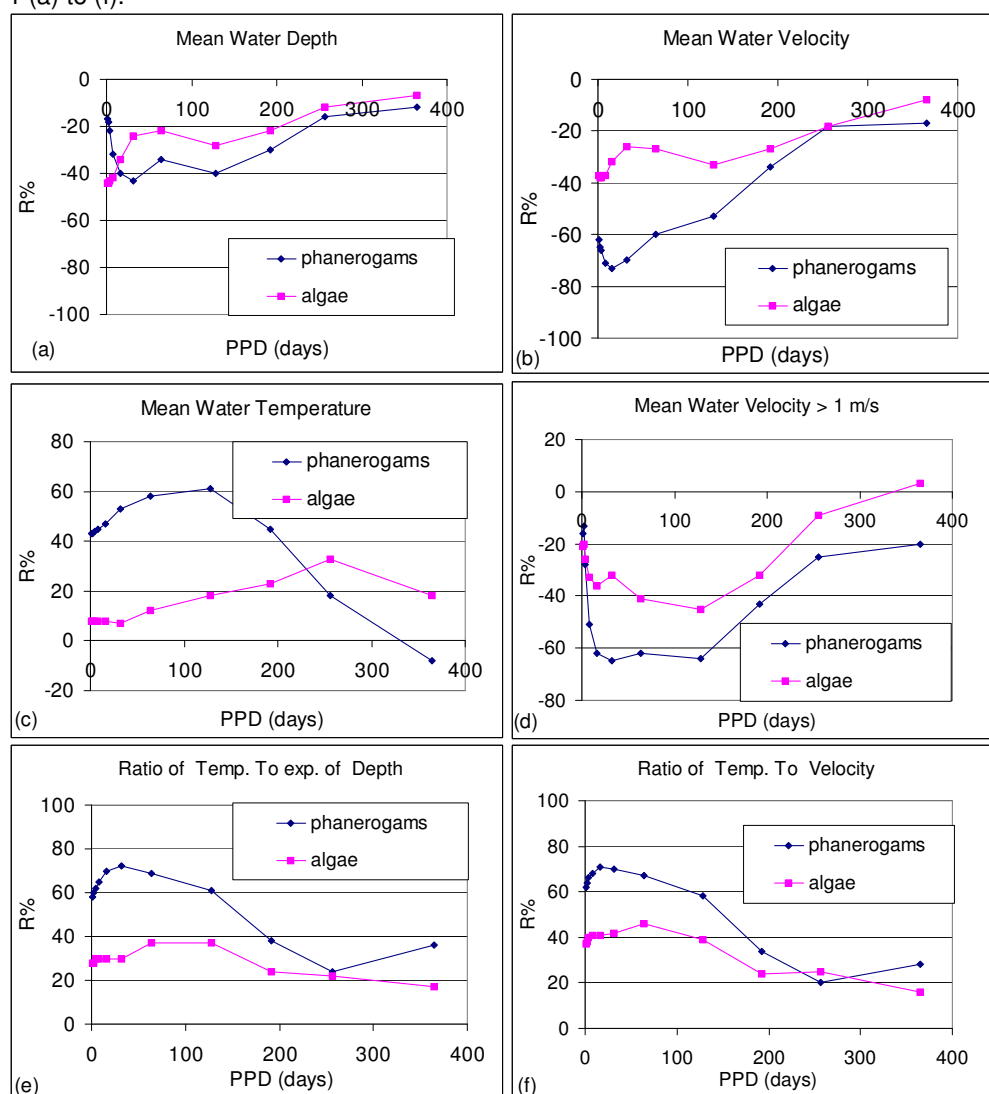 1 (a) to (f).
Mean Water Depth
0
0 100 200 300 400
-20
-40
-60
-80
-100
R%
phanerogams
algae
(a)
PPD (days)
Mean Water Velocity
0
0 100 200 300 400
-20
-40
-60
-80
-100
R%
phanerogams
algae
(b)
PPD (days)
Mean Water Temperature
80
60
40
20
0
-20
0 100 200 300 400
R%
phanerogams
algae
(c)
PPD (days)
Mean Water Velocity > 1 m/s
20
0
0 100 200 300 400
-20
-40
-60
-80
R%
phanerogams
algae
(d)
PPD (days)
Ratio of Temp. To exp. of Depth
100
80
60
40
20
0
0 100 200 300 400
R%
phanerogams
algae
(e)
PPD (days)
Ratio of Temp. To Velocity
100
80
60
40
20
0
0 100 200 300 400
R%
phanerogams
algae
(f)
PPD (days)